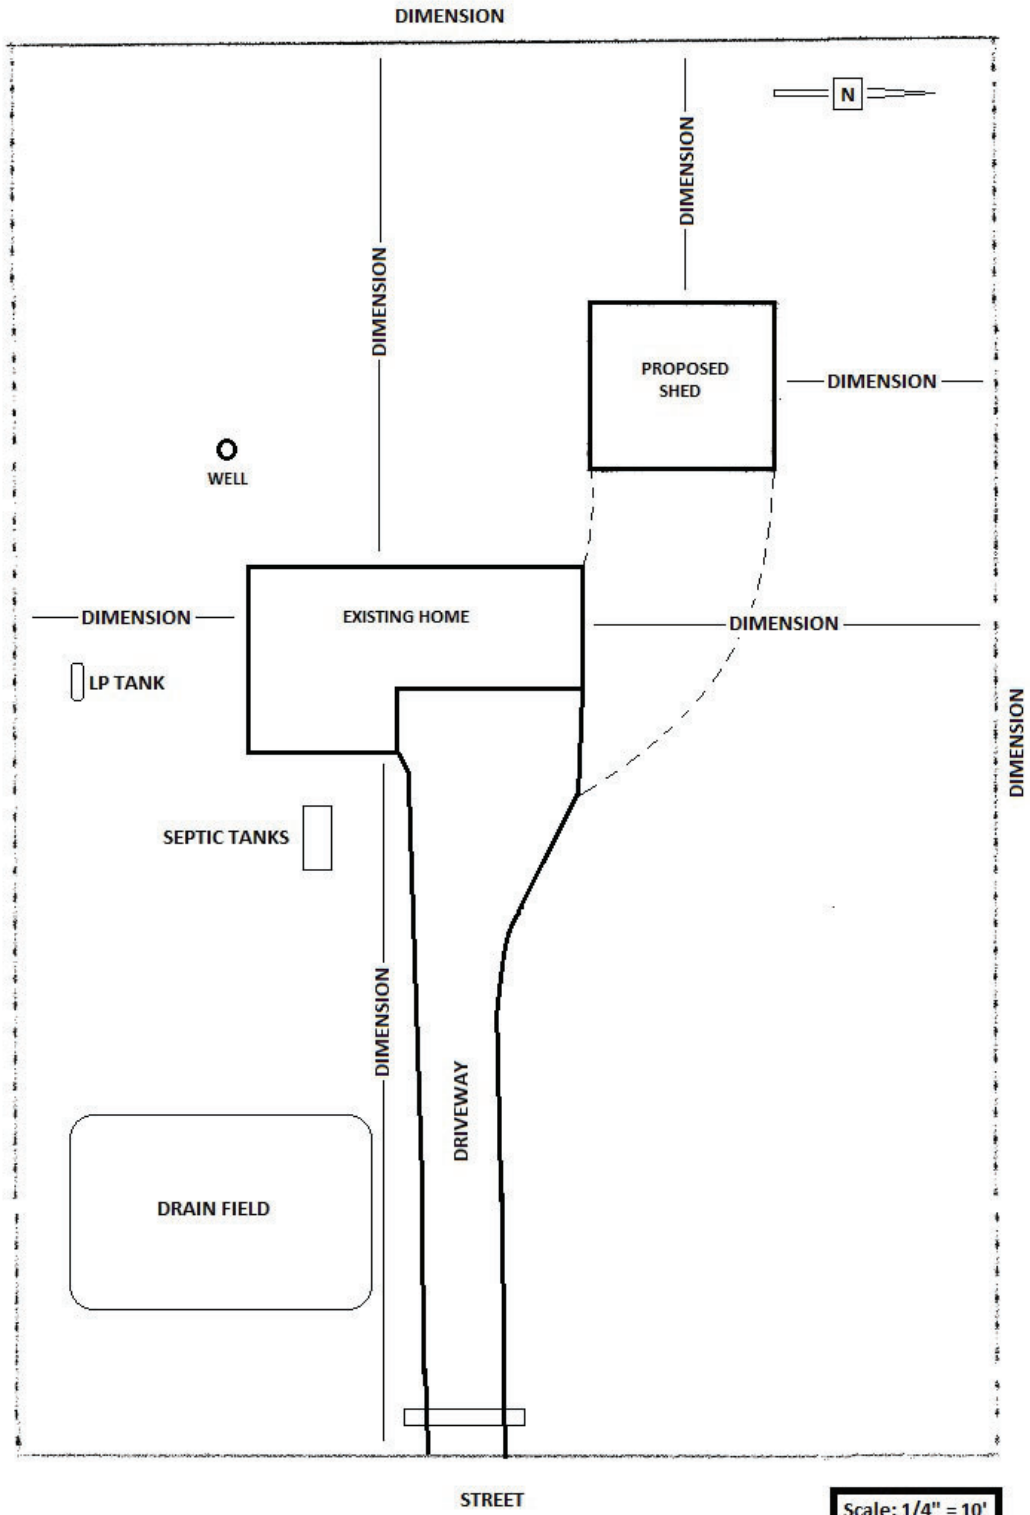 DIMENSION
N
DIMENSION
DIMENSION
PROPOSED
SHED
DIMENSION
WELL
DIMENSION
EXISTING HOME
DIMENSION
LP TANK
DIMENSION
SEPTIC TANKS
DIMENSION
DRIVEWAY
DRAIN FIELD
STREET
Scale: 1/4" = 10'